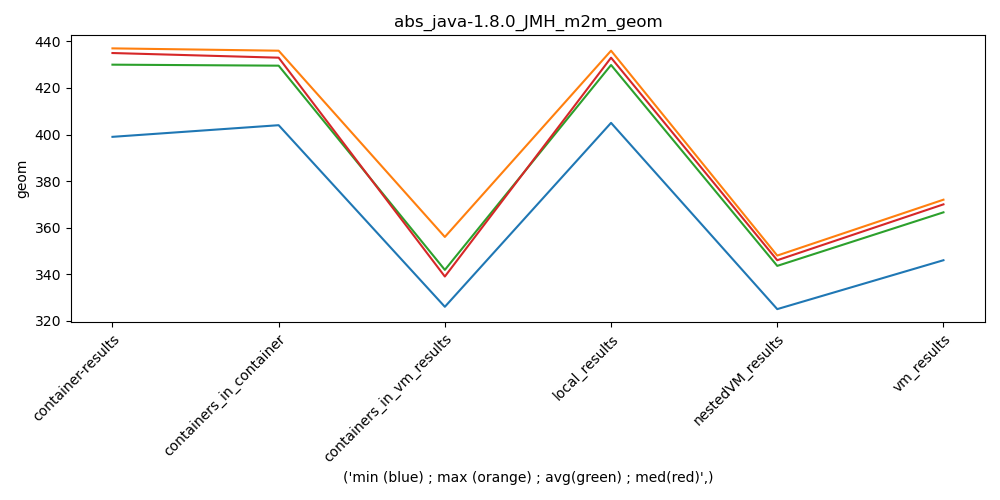 abs_java-1.8.0_JMH_m2m_geom
440
420
400
380
360
340
320
geom
container-results
containers_in_container
containers_in_vm_results
local_results
nestedVM_results
vm_results
('min (blue) ; max (orange) ; avg(green) ; med(red)',)